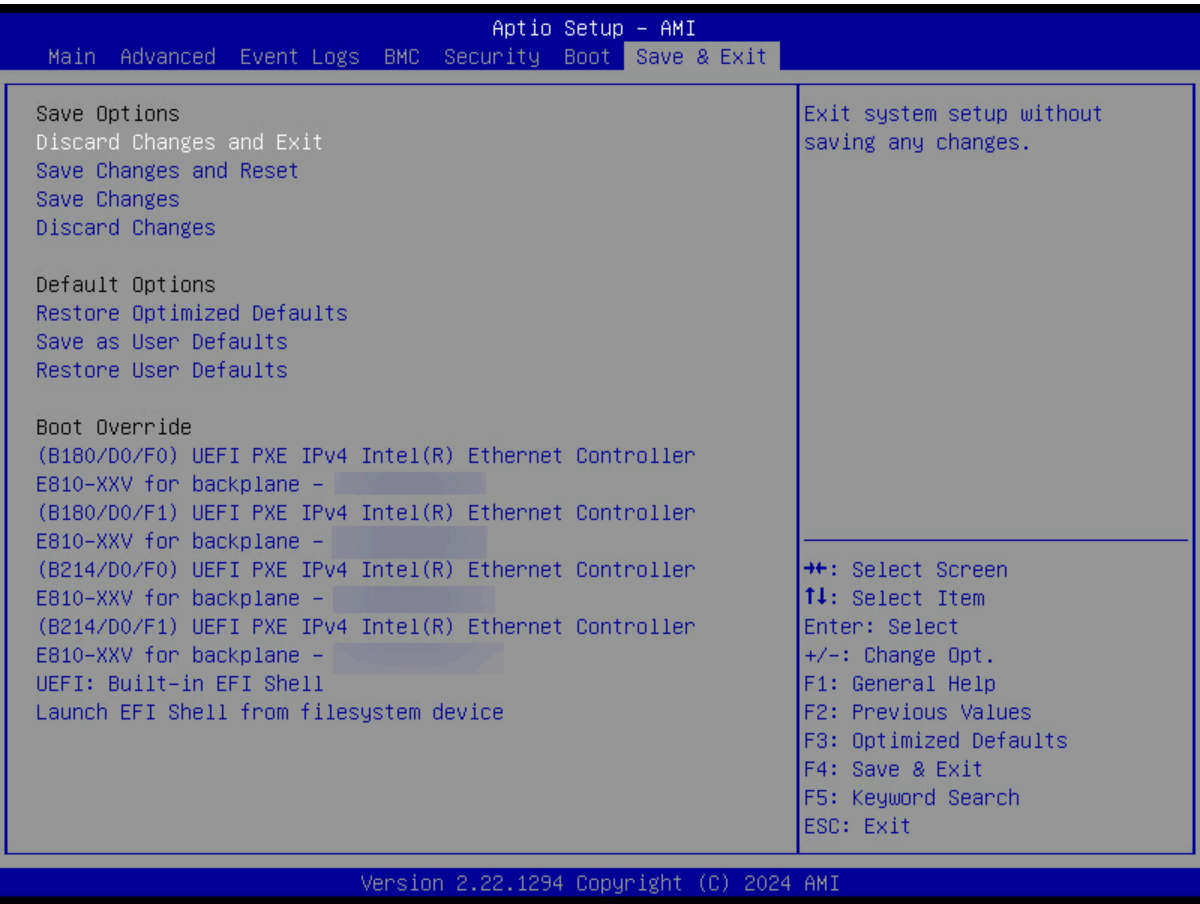 Aptio Setup – AMI
Main Advanced Event Logs BMC Security Boot Save & Exit
Save Options
Discard Changes and Exit
Save Changes and Reset
Save Changes
Discard Changes
Default Options
Restore Optimized Defaults
Save as User Defaults
Restore User Defaults
Boot Override
(B180/D0/F0) UEFI PXE IPv4 Intel(R) Ethernet Controller
E810-XXV for backplane –
(B180/D0/F1) UEFI PXE IPv4 Intel(R) Ethernet Controller
E810-XXV for backplane –
(B214/D0/F0) UEFI PXE IPv4 Intel(R) Ethernet Controller
E810-XXV for backplane –
(B214/D0/F1) UEFI PXE IPv4 Intel(R) Ethernet Controller
E810-XXV for backplane –
UEFI: Built-in EFI Shell
Launch EFI Shell from filesystem device
Exit system setup without
saving any changes.
→←: Select Screen
↑↓: Select Item
Enter: Select
+/-: Change Opt.
F1: General Help
F2: Previous Values
F3: Optimized Defaults
F4: Save & Exit
F5: Keyword Search
ESC: Exit
Version 2.22.1294 Copyright (C) 2024 AMI